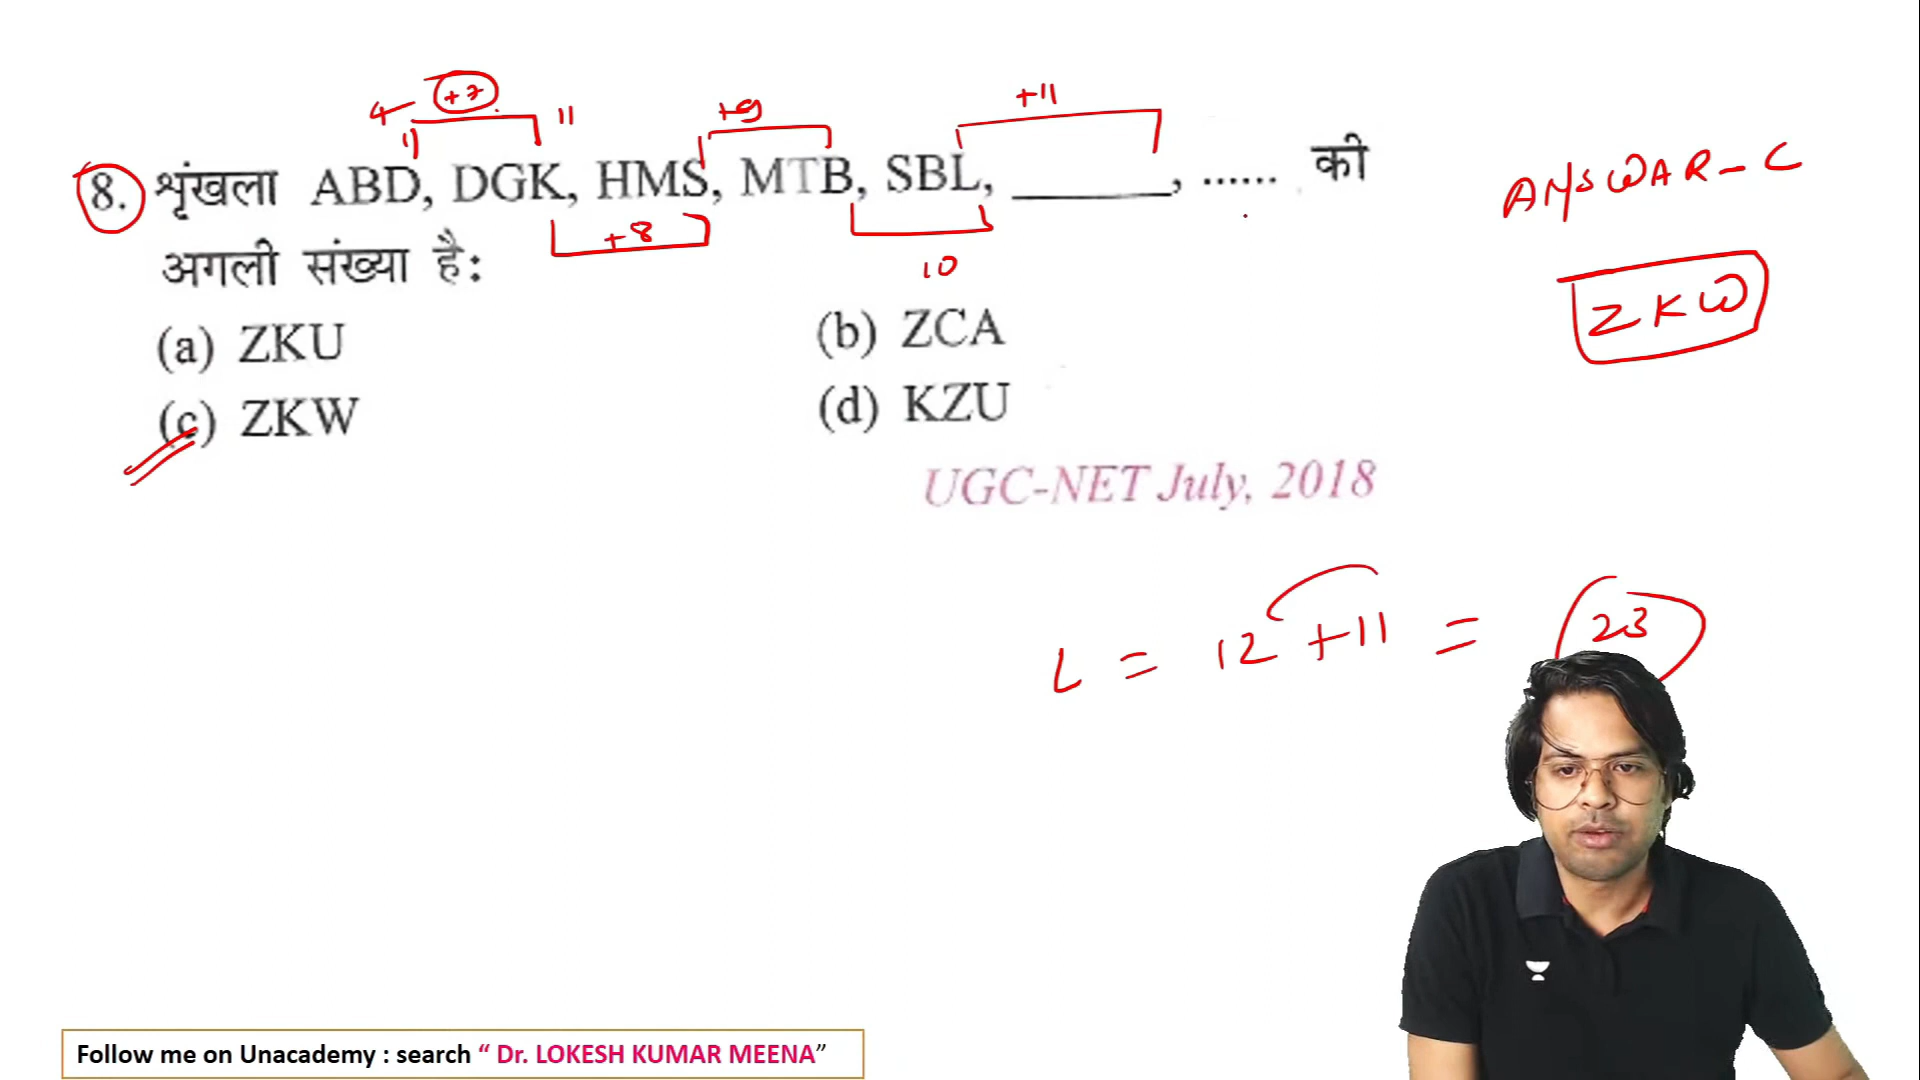 4 +7 11
+9
+11
8. शृंखला ABD, DGK, HMS, MTB, SBL, ________, ...... की
+8
10
अगली संख्या है:
(a) ZKU (b) ZCA
(c) ZKW (d) KZU
UGC-NET July, 2018
ANSWAR - C
ZKW
L = 12 +11 = 23
Follow me on Unacademy : search “ Dr. LOKESH KUMAR MEENA”